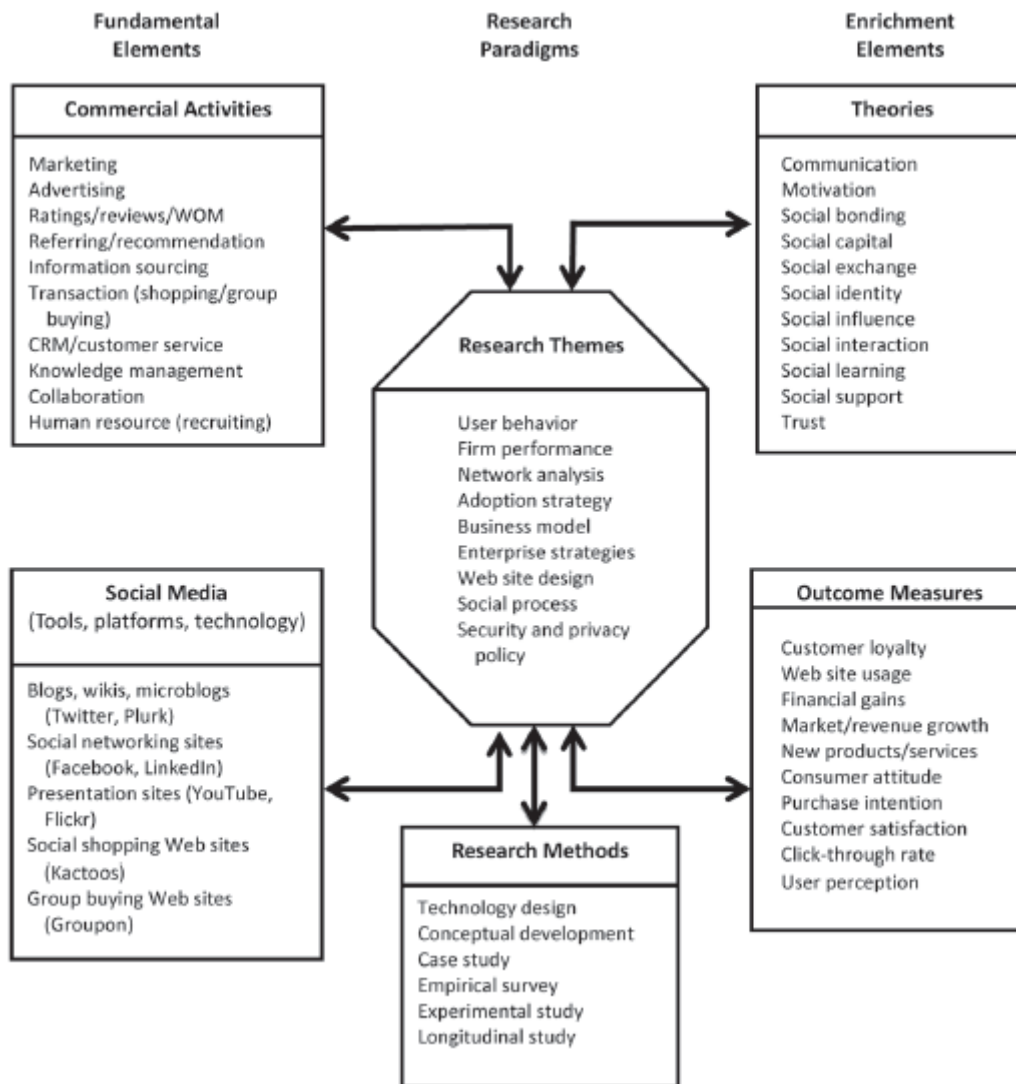 Fundamental
Elements
Research
Paradigms
Enrichment
Elements
Commercial Activities
Marketing
Advertising
Ratings/reviews/WOM
Referring/recommendation
Information sourcing
Transaction (shopping/group
buying)
CRM/customer service
Knowledge management
Collaboration
Human resource (recruiting)
Theories
Communication
Motivation
Social bonding
Social capital
Social exchange
Social identity
Social influence
Social interaction
Social learning
Social support
Trust
Research Themes
User behavior
Firm performance
Network analysis
Adoption strategy
Business model
Enterprise strategies
Web site design
Social process
Security and privacy
policy
Social Media
(Tools, platforms, technology)
Blogs, wikis, microblogs
(Twitter, Plurk)
Social networking sites
(Facebook, LinkedIn)
Presentation sites (YouTube,
Flickr)
Social shopping Web sites
(Kactoos)
Group buying Web sites
(Groupon)
Outcome Measures
Customer loyalty
Web site usage
Financial gains
Market/revenue growth
New products/services
Consumer attitude
Purchase intention
Customer satisfaction
Click-through rate
User perception
Research Methods
Technology design
Conceptual development
Case study
Empirical survey
Experimental study
Longitudinal study